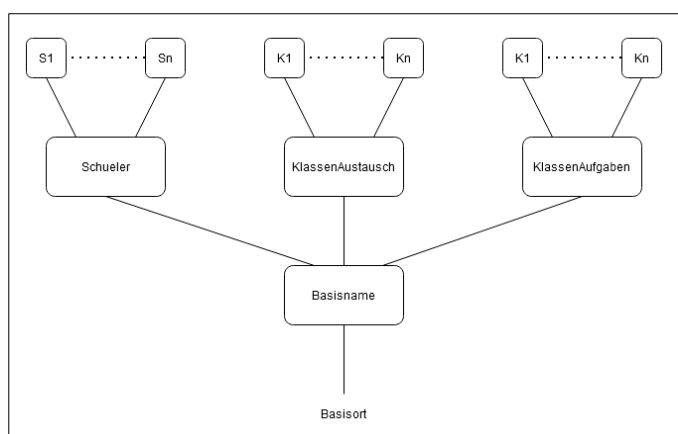 S1 Sn K1 Kn K1 Kn
Schueler KlassenAustausch KlassenAufgaben
Basisname
Basisort